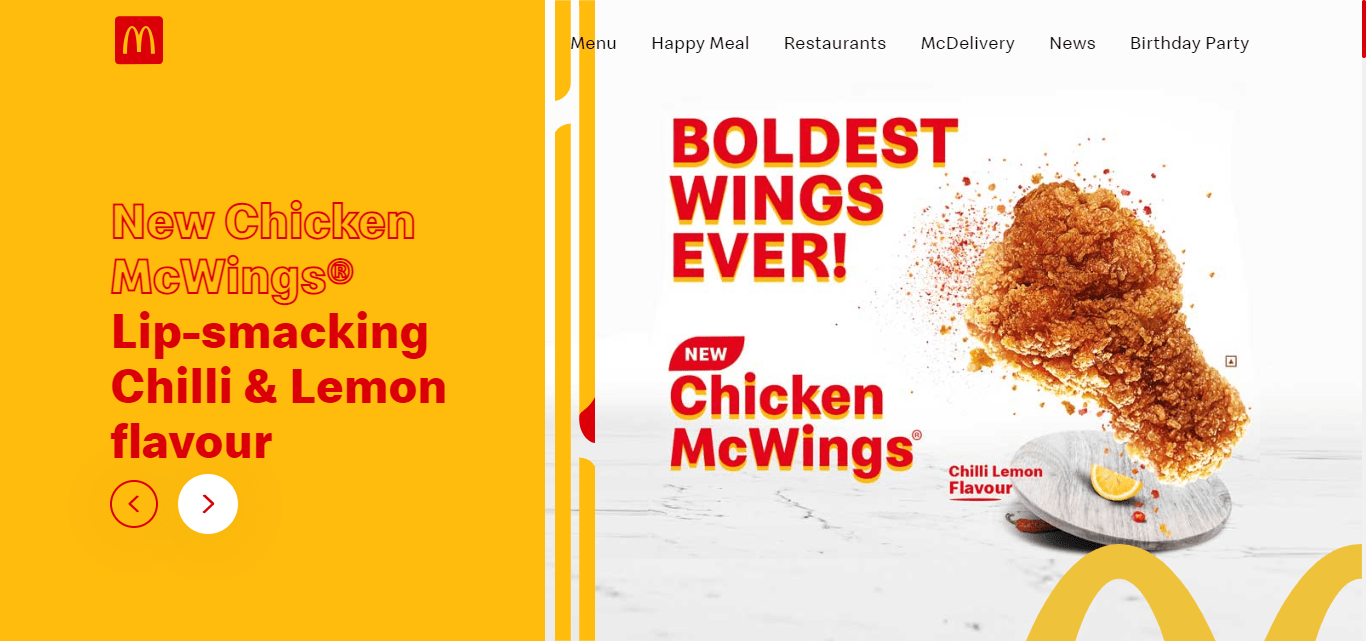 Menu Happy Meal Restaurants McDelivery News Birthday Party
New Chicken
McWings®
Lip-smacking
Chilli & Lemon
flavour
BOLDEST
WINGS
EVER!
NEW
Chicken
McWings®
Chilli Lemon
Flavour